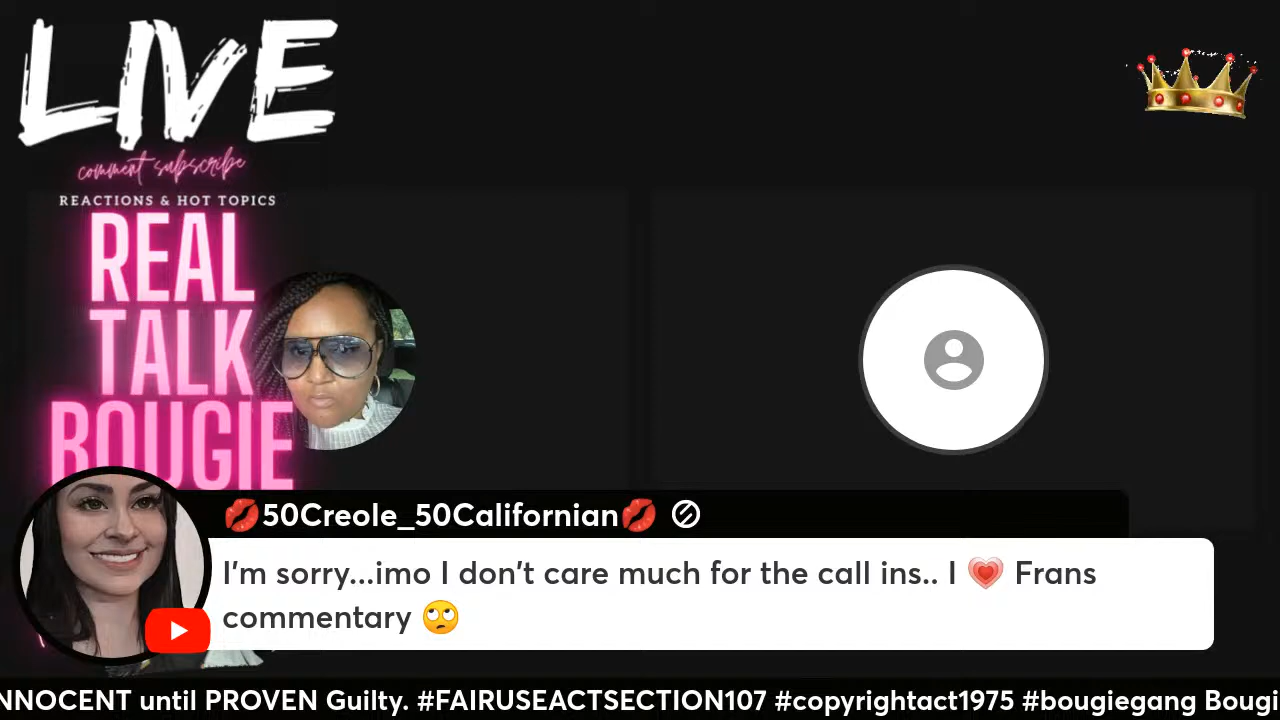 LIVE
comment subscribe
REACTIONS & HOT TOPICS
REAL
TALK
BOUGIE
💋50Creole_50Californian💋
I'm sorry...imo I don't care much for the call ins.. I 💗 Frans
commentary 🙄
NNOCENT until PROVEN Guilty. #FAIRUSEACTSECTION107 #copyrightact1975 #bougiegang Bougi